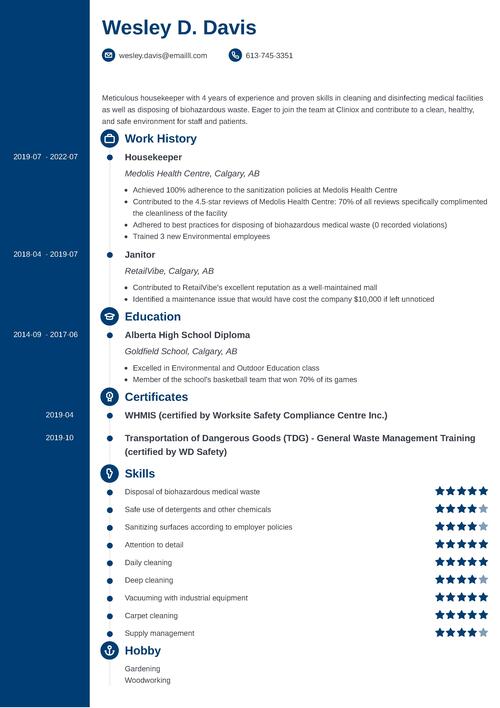 Wesley D. Davis
wesley.davis@emailll.com
613-745-3351
Meticulous housekeeper with 4 years of experience and proven skills in cleaning and disinfecting medical facilities
as well as disposing of biohazardous waste. Eager to join the team at Cliniox and contribute to a clean, healthy,
and safe environment for staff and patients.
Work History
2019-07 - 2022-07
Housekeeper
Medolis Health Centre, Calgary, AB
• Achieved 100% adherence to the sanitization policies at Medolis Health Centre
• Contributed to the 4.5-star reviews of Medolis Health Centre: 70% of all reviews specifically complimented
the cleanliness of the facility
• Adhered to best practices for disposing of biohazardous medical waste (0 recorded violations)
• Trained 3 new Environmental employees
2018-04 - 2019-07
Janitor
RetailVibe, Calgary, AB
• Contributed to RetailVibe's excellent reputation as a well-maintained mall
• Identified a maintenance issue that would have cost the company $10,000 if left unnoticed
Education
2014-09 - 2017-06
Alberta High School Diploma
Goldfield School, Calgary, AB
• Excelled in Environmental and Outdoor Education class
• Member of the school's basketball team that won 70% of its games
Certificates
2019-04
WHMIS (certified by Worksite Safety Compliance Centre Inc.)
2019-10
Transportation of Dangerous Goods (TDG) - General Waste Management Training
(certified by WD Safety)
Skills
Disposal of biohazardous medical waste
Safe use of detergents and other chemicals
Sanitizing surfaces according to employer policies
Attention to detail
Daily cleaning
Deep cleaning
Vacuuming with industrial equipment
Carpet cleaning
Supply management
Hobby
Gardening
Woodworking